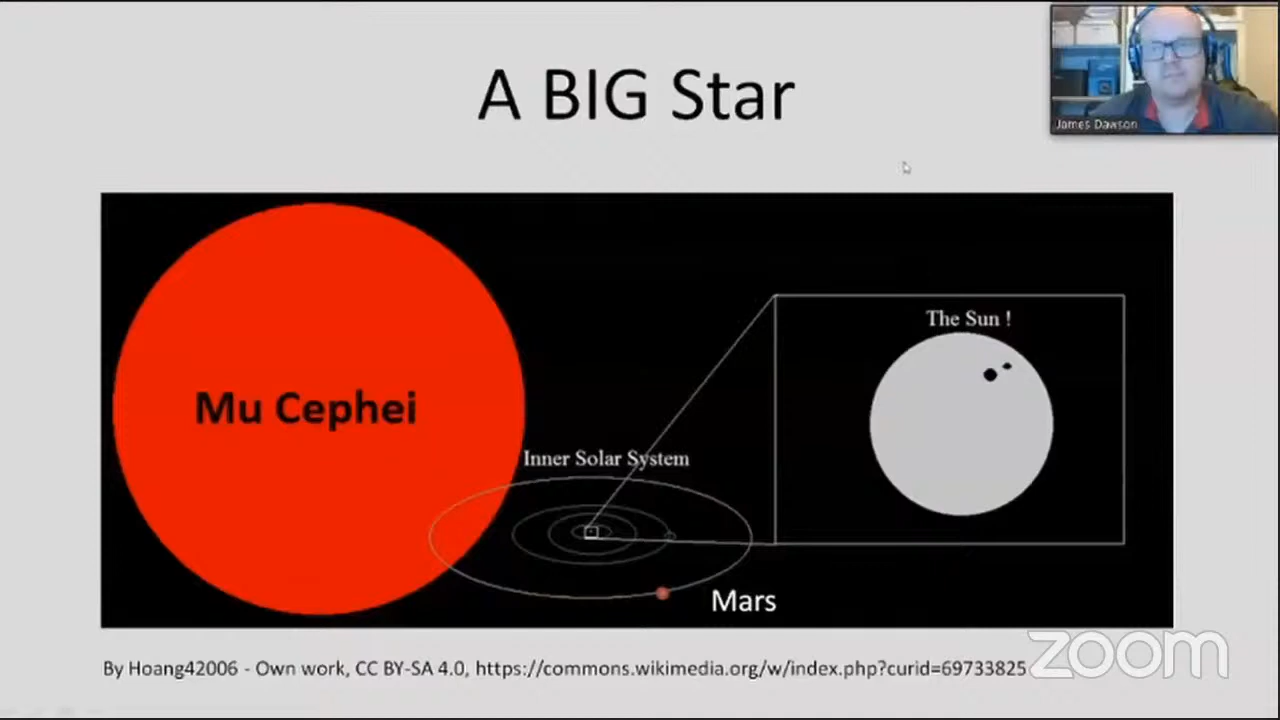 A BIG Star
James Dawson
The Sun !
Mu Cephei
Inner Solar System
Mars
By Hoang42006 - Own work, CC BY-SA 4.0, https://commons.wikimedia.org/w/index.php?curid=69733825
zoom